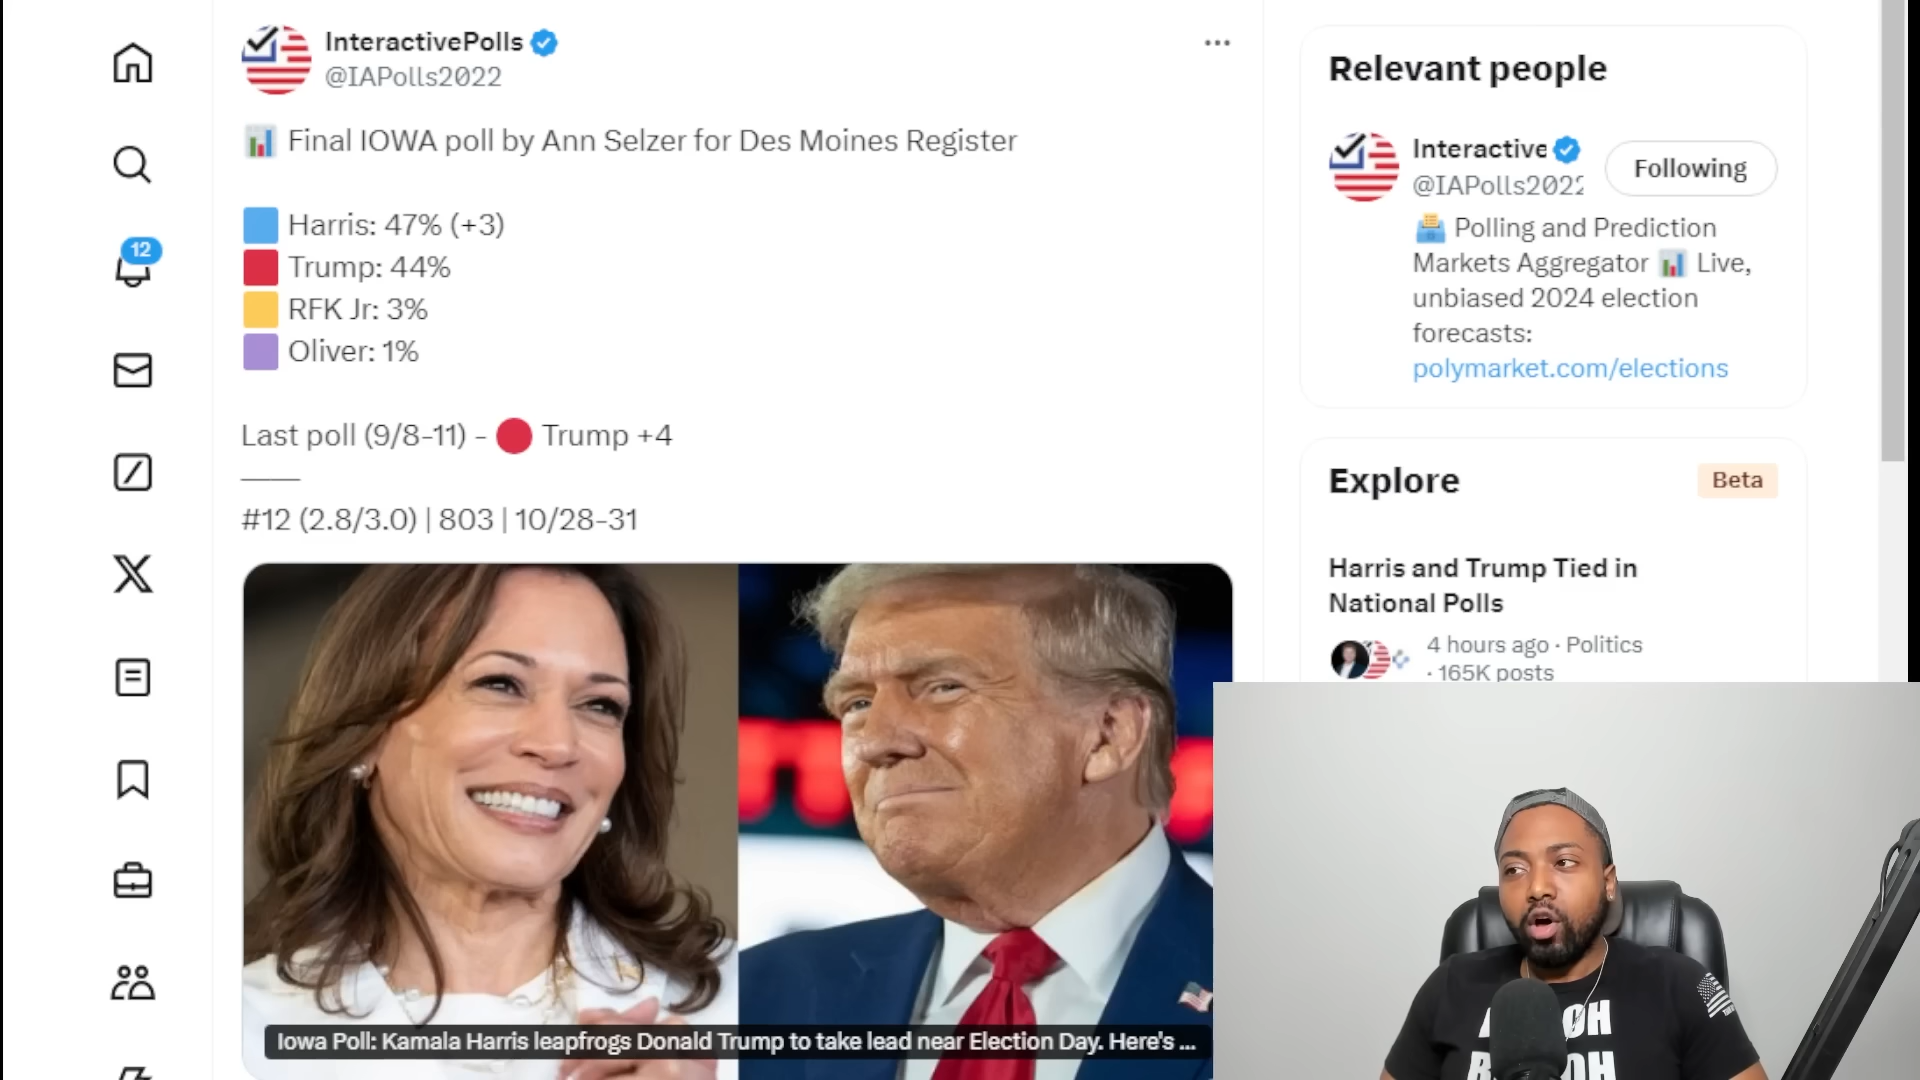 InteractivePolls
@IAPolls2022
Final IOWA poll by Ann Selzer for Des Moines Register
Harris: 47% (+3)
Trump: 44%
RFK Jr: 3%
Oliver: 1%
Last poll (9/8-11) - Trump +4
#12 (2.8/3.0) | 803 | 10/28-31
Iowa Poll: Kamala Harris leapfrogs Donald Trump to take lead near Election Day. Here's ...
12
Relevant people
Interactive
@IAPolls2022
Following
Polling and Prediction
Markets Aggregator Live,
unbiased 2024 election
forecasts:
polymarket.com/elections
Explore
Beta
Harris and Trump Tied in
National Polls
4 hours ago · Politics
· 165K posts